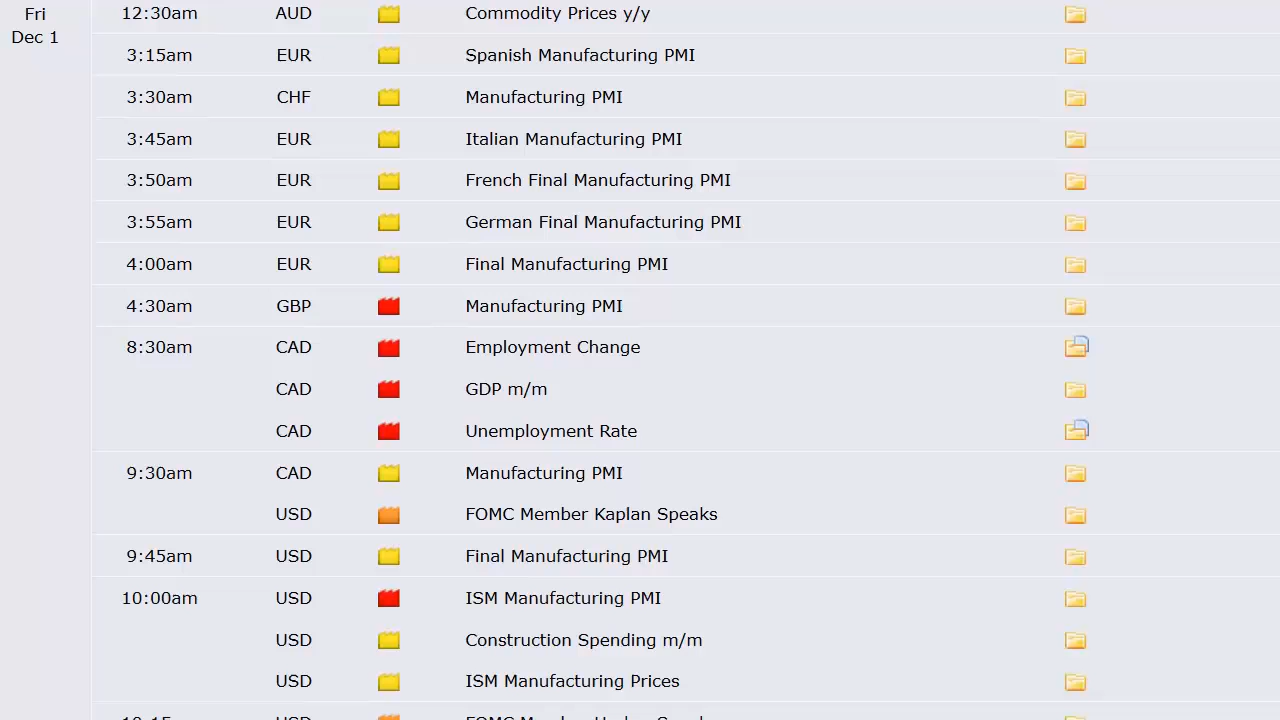 Fri
Dec 1
12:30am AUD Commodity Prices y/y
3:15am EUR Spanish Manufacturing PMI
3:30am CHF Manufacturing PMI
3:45am EUR Italian Manufacturing PMI
3:50am EUR French Final Manufacturing PMI
3:55am EUR German Final Manufacturing PMI
4:00am EUR Final Manufacturing PMI
4:30am GBP Manufacturing PMI
8:30am CAD Employment Change
CAD GDP m/m
CAD Unemployment Rate
9:30am CAD Manufacturing PMI
USD FOMC Member Kaplan Speaks
9:45am USD Final Manufacturing PMI
10:00am USD ISM Manufacturing PMI
USD Construction Spending m/m
USD ISM Manufacturing Prices